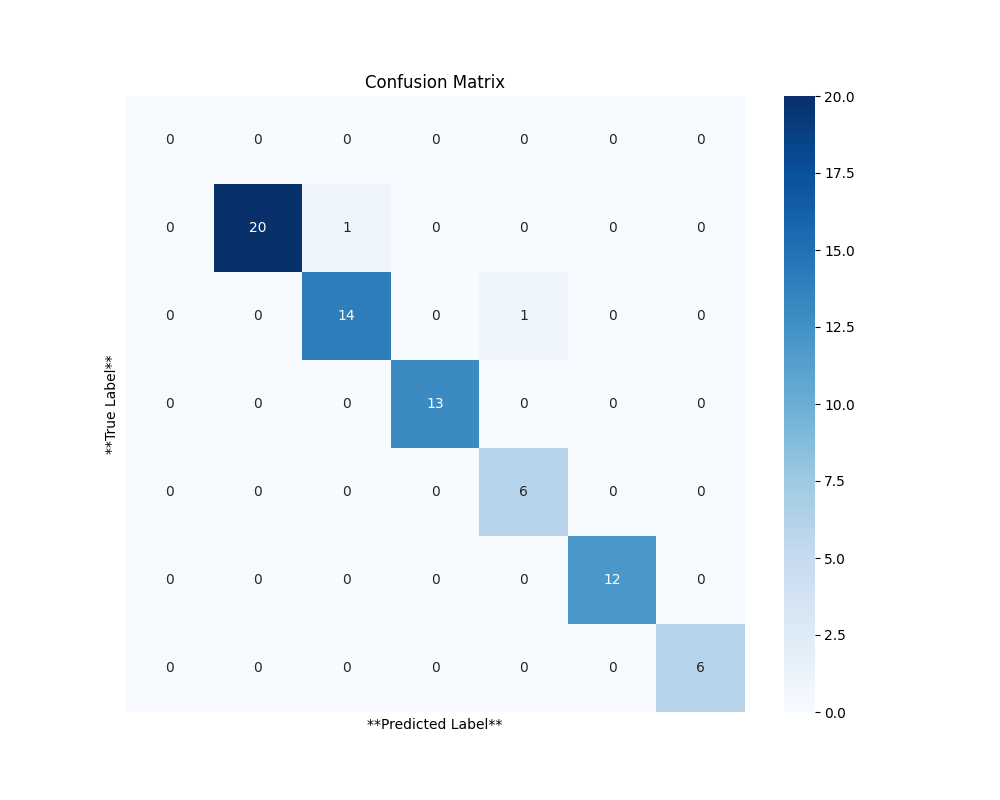 Confusion Matrix
0 0 0 0 0 0 0
0 20 1 0 0 0 0
0 0 14 0 1 0 0
0 0 0 13 0 0 0
0 0 0 0 6 0 0
0 0 0 0 0 12 0
0 0 0 0 0 0 6
**True Label**
**Predicted Label**
20.0
17.5
15.0
12.5
10.0
7.5
5.0
2.5
0.0